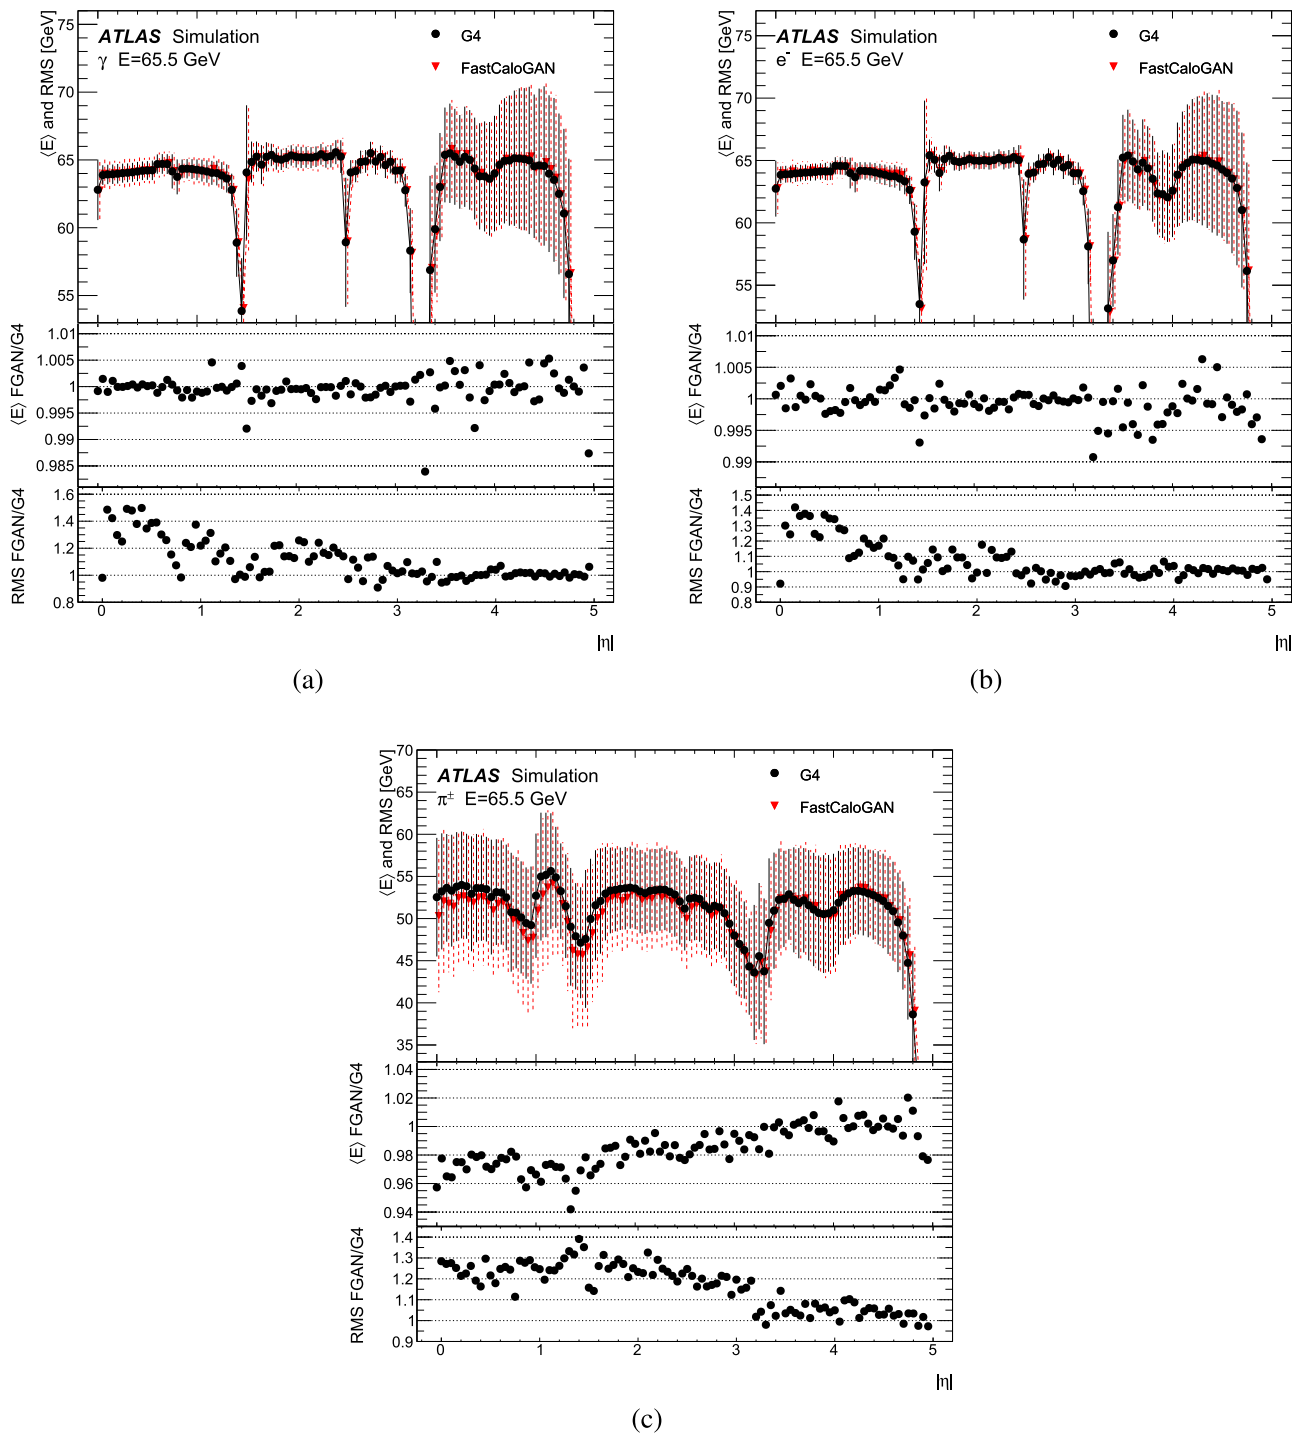 ⟨E⟩ and RMS [GeV]
75
70
65
60
55
ATLAS Simulation
γ E=65.5 GeV
G4
FastCaloGAN
⟨E⟩ FGAN/G4
1.01
1.005
1
0.995
0.99
0.985
RMS FGAN/G4
1.6
1.4
1.2
1
0.8
0 1 2 3 4 5
|η|
(a)
⟨E⟩ and RMS [GeV]
75
70
65
60
55
ATLAS Simulation
e⁻ E=65.5 GeV
G4
FastCaloGAN
⟨E⟩ FGAN/G4
1.01
1.005
1
0.995
0.99
RMS FGAN/G4
1.5
1.4
1.3
1.2
1.1
1
0.9
0.8
0 1 2 3 4 5
|η|
(b)
⟨E⟩ and RMS [GeV]
70
65
60
55
50
45
40
35
ATLAS Simulation
π± E=65.5 GeV
G4
FastCaloGAN
⟨E⟩ FGAN/G4
1.04
1.02
1
0.98
0.96
0.94
RMS FGAN/G4
1.4
1.3
1.2
1.1
1
0.9
0 1 2 3 4 5
|η|
(c)